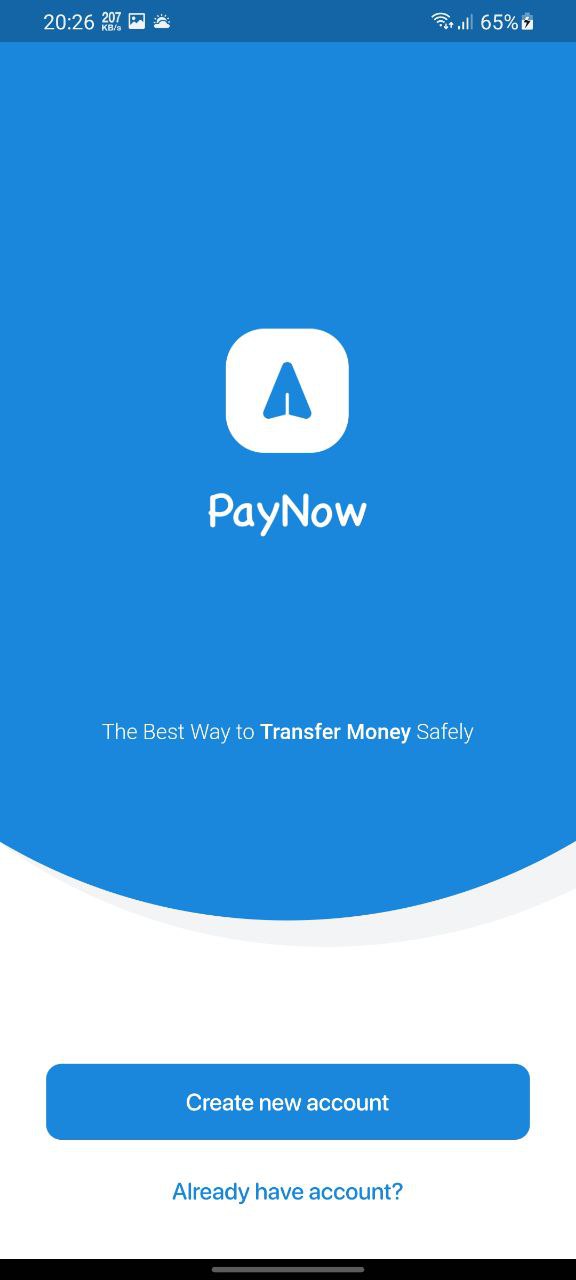 20:26 207 KB/s 65%
PayNow
The Best Way to Transfer Money Safely
Create new account
Already have account?